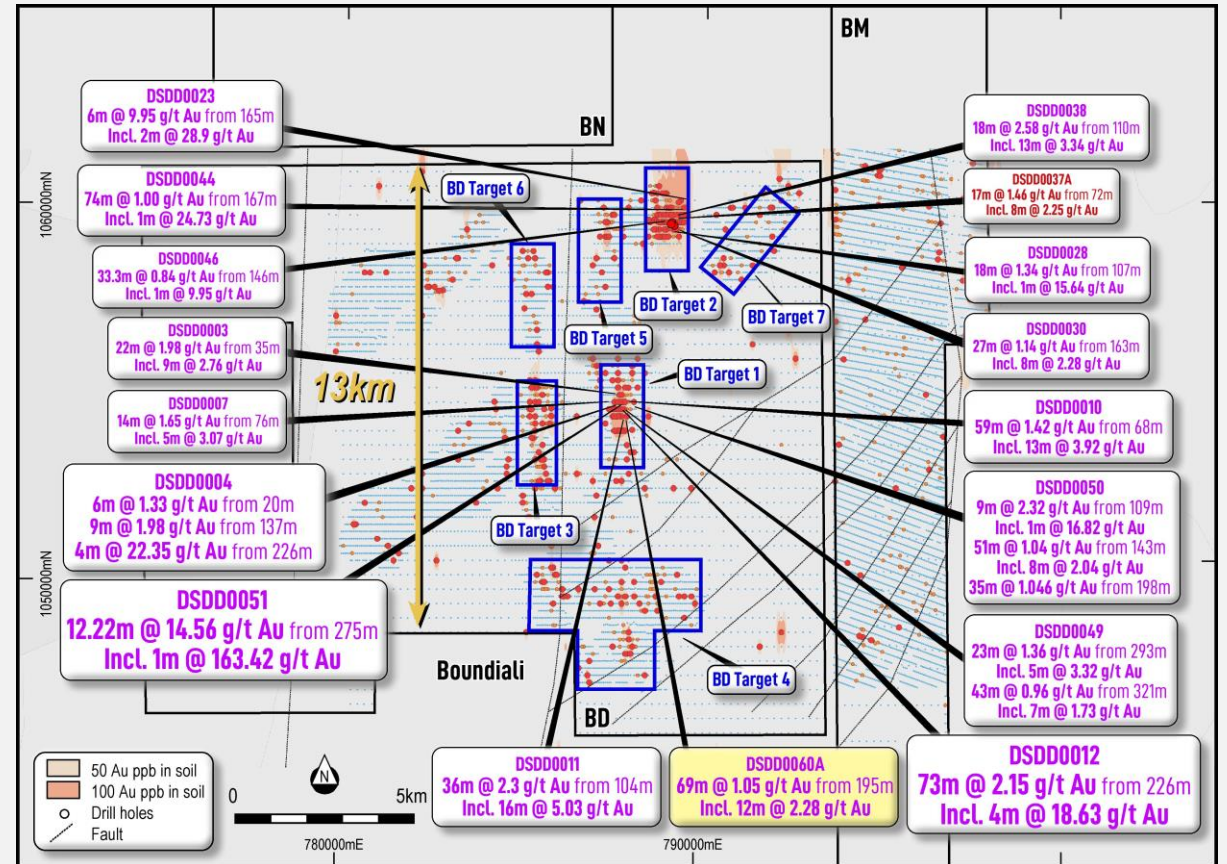 BM
BN
DSDD0023
6m @ 9.95 g/t Au from 165m
Incl. 2m @ 28.9 g/t Au
DSDD0044
74m @ 1.00 g/t Au from 167m
Incl. 1m @ 24.73 g/t Au
DSDD0046
33.3m @ 0.84 g/t Au from 146m
Incl. 1m @ 9.95 g/t Au
DSDD0003
22m @ 1.98 g/t Au from 35m
Incl. 9m @ 2.76 g/t Au
DSDD0007
14m @ 1.65 g/t Au from 76m
Incl. 5m @ 3.07 g/t Au
DSDD0004
6m @ 1.33 g/t Au from 20m
9m @ 1.98 g/t Au from 137m
4m @ 22.35 g/t Au from 226m
DSDD0051
12.22m @ 14.56 g/t Au from 275m
Incl. 1m @ 163.42 g/t Au
1060000mN
1050000mN
13km
BD Target 6
BD Target 2
BD Target 7
BD Target 5
BD Target 1
BD Target 3
BD Target 4
Boundiali
BD
DSDD0038
18m @ 2.58 g/t Au from 110m
Incl. 13m @ 3.34 g/t Au
DSDD0037A
17m @ 1.46 g/t Au from 72m
Incl. 8m @ 2.25 g/t Au
DSDD0028
18m @ 1.34 g/t Au from 107m
Incl. 1m @ 15.64 g/t Au
DSDD0030
27m @ 1.14 g/t Au from 163m
Incl. 8m @ 2.28 g/t Au
DSDD0010
59m @ 1.42 g/t Au from 68m
Incl. 13m @ 3.92 g/t Au
DSDD0050
9m @ 2.32 g/t Au from 109m
Incl. 1m @ 16.82 g/t Au
51m @ 1.04 g/t Au from 143m
Incl. 8m @ 2.04 g/t Au
35m @ 1.046 g/t Au from 198m
DSDD0049
23m @ 1.36 g/t Au from 293m
Incl. 5m @ 3.32 g/t Au
43m @ 0.96 g/t Au from 321m
Incl. 7m @ 1.73 g/t Au
DSDD0011
36m @ 2.3 g/t Au from 104m
Incl. 16m @ 5.03 g/t Au
DSDD0060A
69m @ 1.05 g/t Au from 195m
Incl. 12m @ 2.28 g/t Au
DSDD0012
73m @ 2.15 g/t Au from 226m
Incl. 4m @ 18.63 g/t Au
50 Au ppb in soil
100 Au ppb in soil
Drill holes
Fault
N
0 5km
780000mE
790000mE